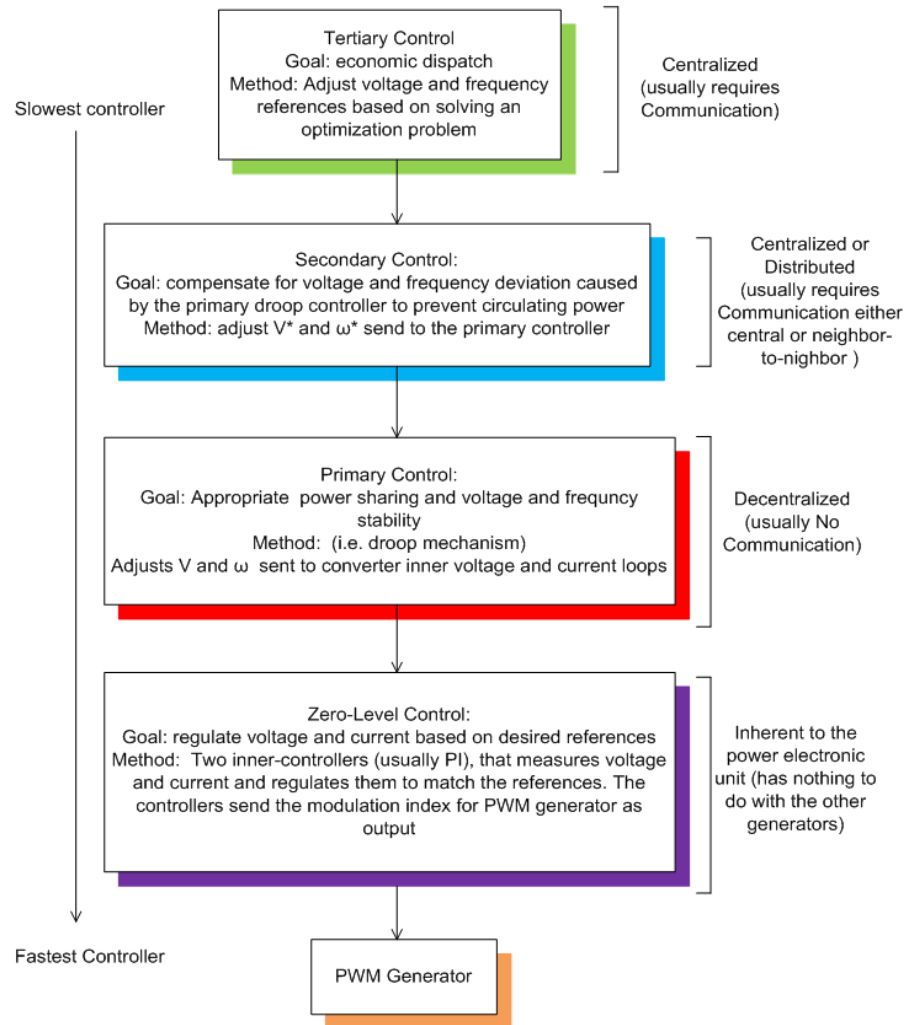 Tertiary Control
Goal: economic dispatch
Method: Adjust voltage and frequency
references based on solving an
optimization problem
Centralized
(usually requires
Communication)
Slowest controller
Secondary Control:
Goal: compensate for voltage and frequency deviation caused
by the primary droop controller to prevent circulating power
Method: adjust V* and ω* send to the primary controller
Centralized or
Distributed
(usually requires
Communication either
central or neighbor-
to-nighbor )
Primary Control:
Goal: Appropriate power sharing and voltage and frequncy
stability
Method: (i.e. droop mechanism)
Adjusts V and ω sent to converter inner voltage and current loops
Decentralized
(usually No
Communication)
Zero-Level Control:
Goal: regulate voltage and current based on desired references
Method: Two inner-controllers (usually PI), that measures voltage
and current and regulates them to match the references. The
controllers send the modulation index for PWM generator as
output
Inherent to the
power electronic
unit (has nothing to
do with the other
generators)
Fastest Controller
PWM Generator